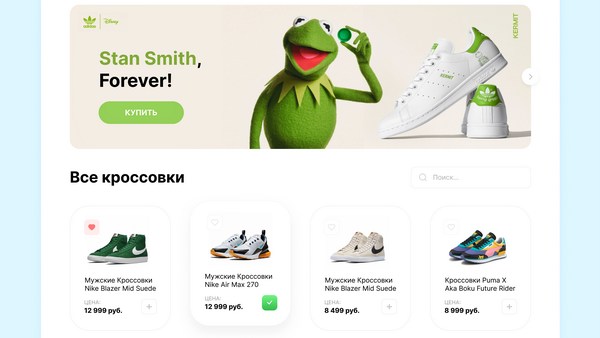 adidas
Disney
KERMIT
Stan Smith,
Forever!
КУПИТЬ
KERMIT
Все кроссовки
Поиск...
Мужские Кроссовки
Nike Blazer Mid Suede
ЦЕНА:
12 999 руб.
Мужские Кроссовки
Nike Air Max 270
ЦЕНА:
12 999 руб.
Мужские Кроссовки
Nike Blazer Mid Suede
ЦЕНА:
8 499 руб.
Кроссовки Puma X
Aka Boku Future Rider
ЦЕНА:
8 999 руб.